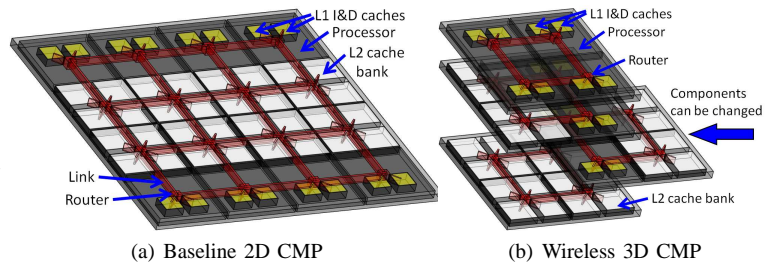 L1 I&D caches
Processor
L2 cache
bank
Link
Router
(a) Baseline 2D CMP
L1 I&D caches
Processor
Router
Components
can be changed
L2 cache bank
(b) Wireless 3D CMP